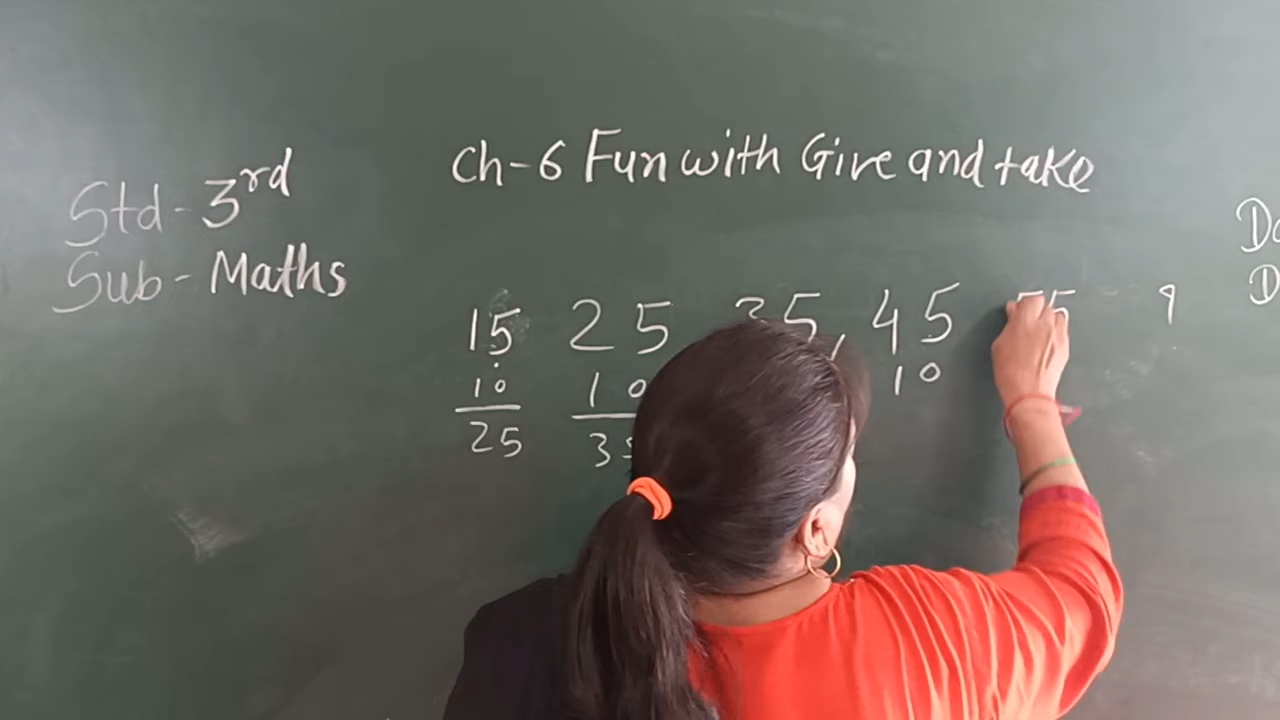 Ch-6 Fun with Give and take
Std- 3rd
Sub- Maths
D
15 25 35, 45 55 - 9
10 10 10
25 3